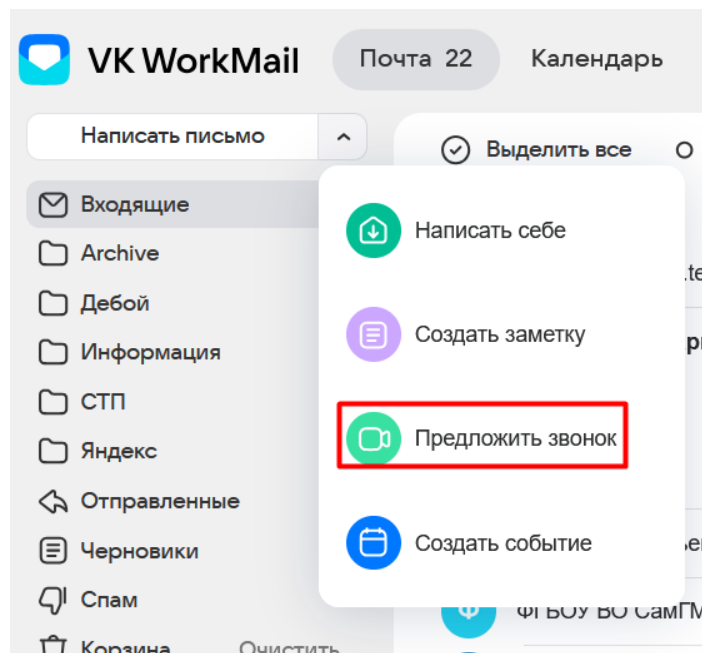 VK WorkMail
Почта 22
Календарь
Написать письмо
Выделить все
Входящие
Archive
Дебой
Информация
СТП
Яндекс
Отправленные
Черновики
Спам
Корзина
Очистить
Написать себе
Создать заметку
Предложить звонок
Создать событие
Ф
ФГБОУ ВО СамГМ